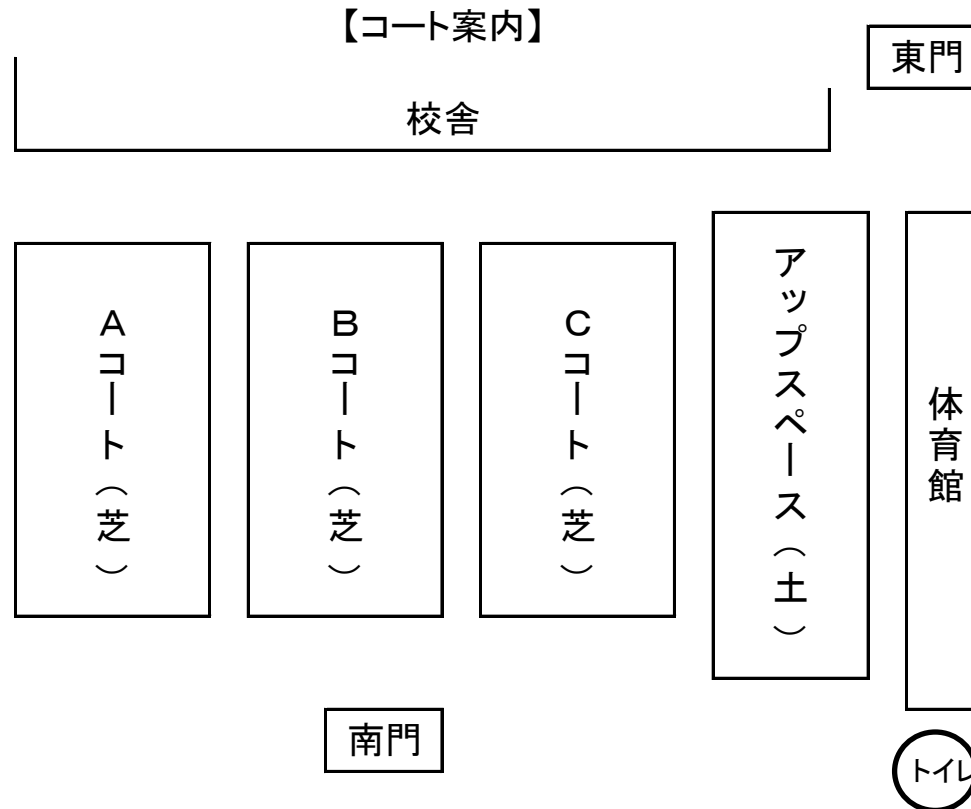 【コート案内】
東門
校舎
Aコート（芝）
Bコート（芝）
Cコート（芝）
アップスペース（土）
体育館
南門
トイレ